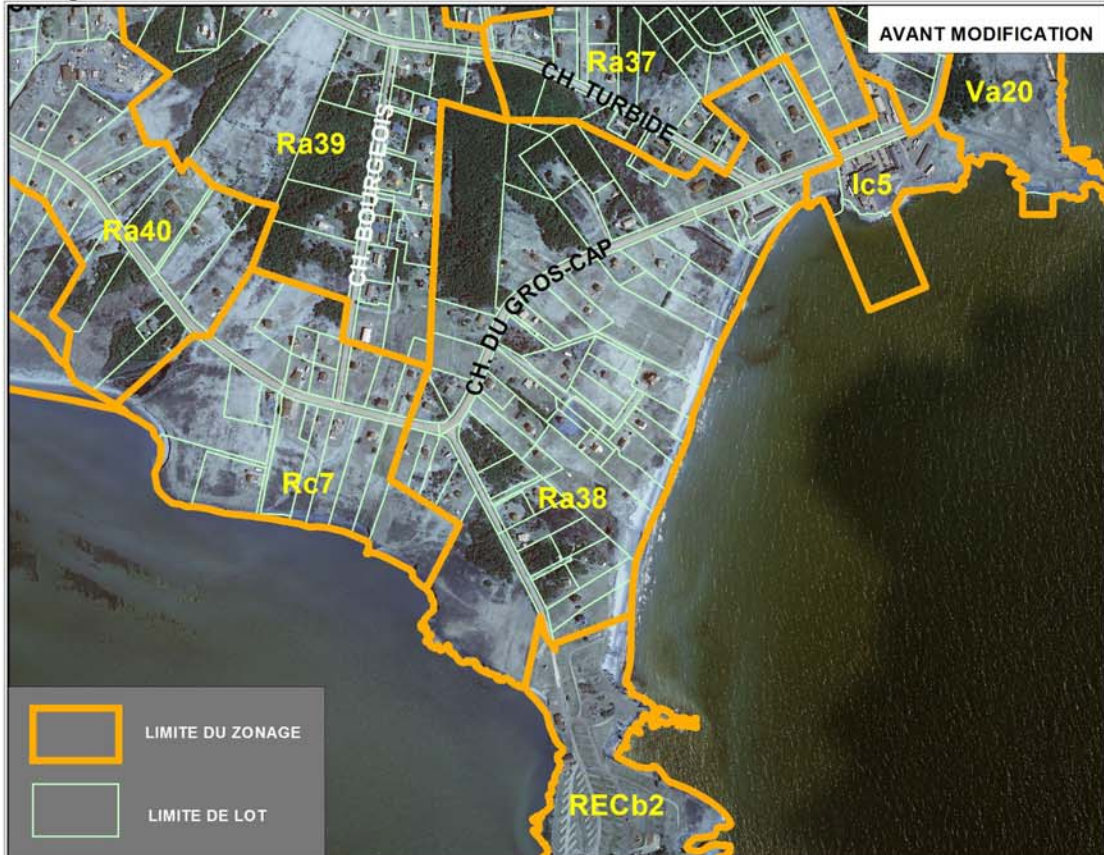 AVANT MODIFICATION
Ra37
CH. TURBIDE
Va20
Ra39
Ic5
CH. BOURGEOIS
Ra40
CH. DU GROS-CAP
Rc7
Ra38
LIMITE DU ZONAGE
LIMITE DE LOT
RECb2